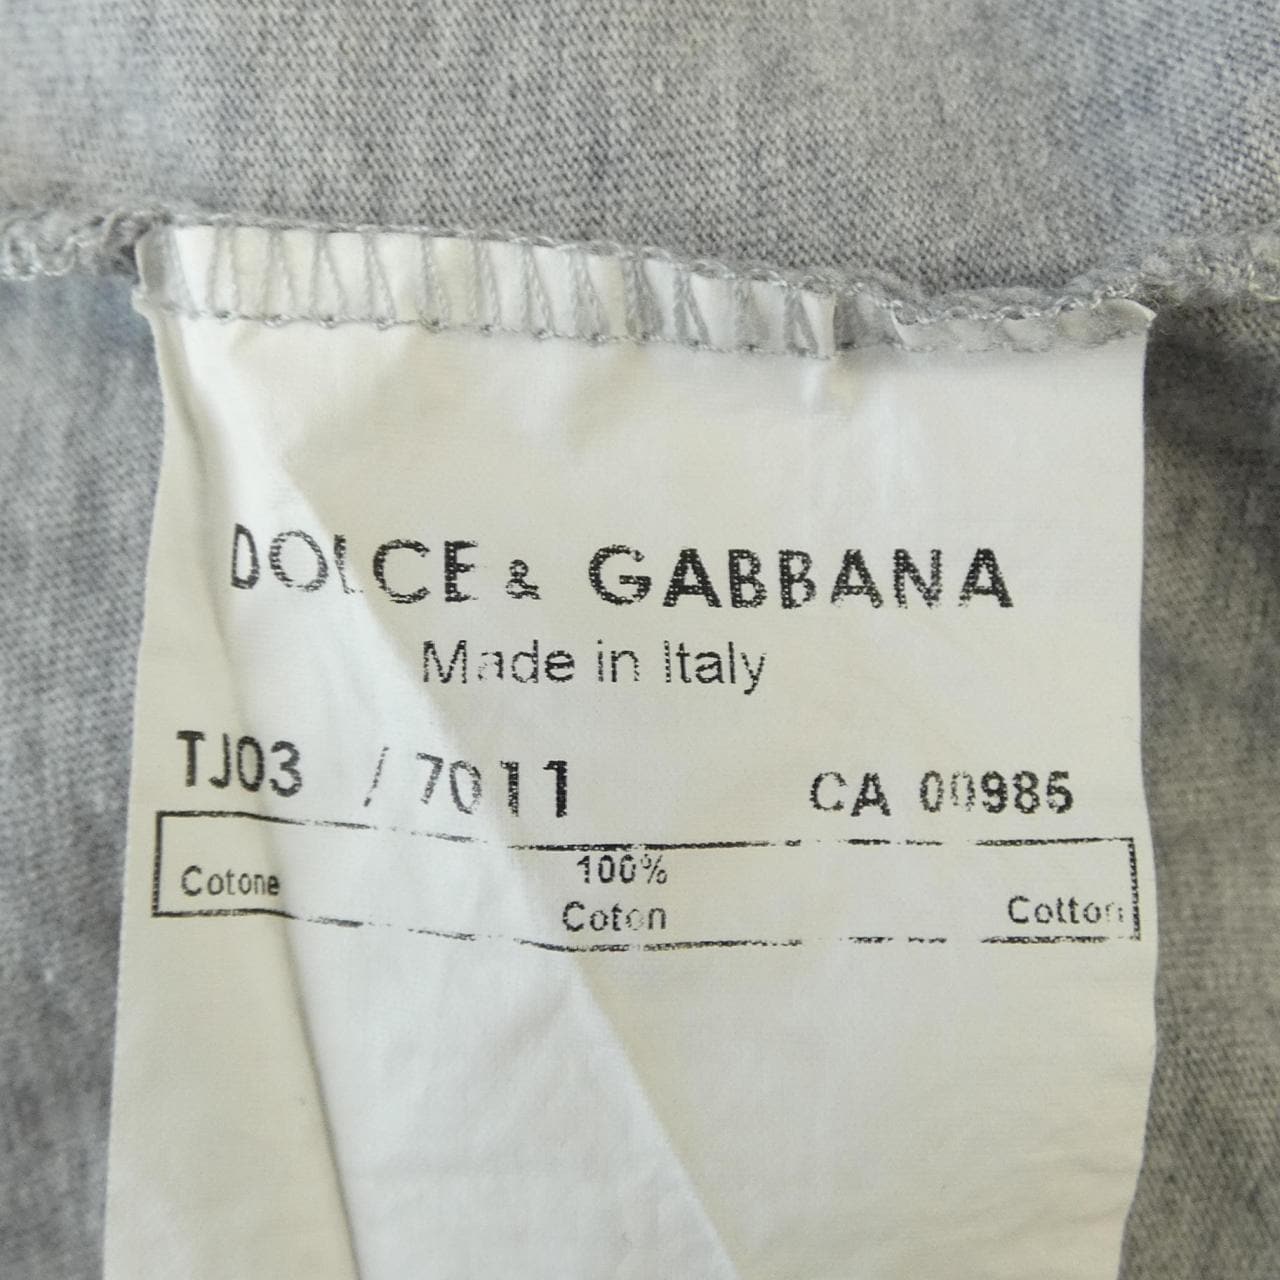 DOLCE & GABBANA
Made in Italy
TJ03 / 7011 CA 00985
100%
Cotone Coton Cotton